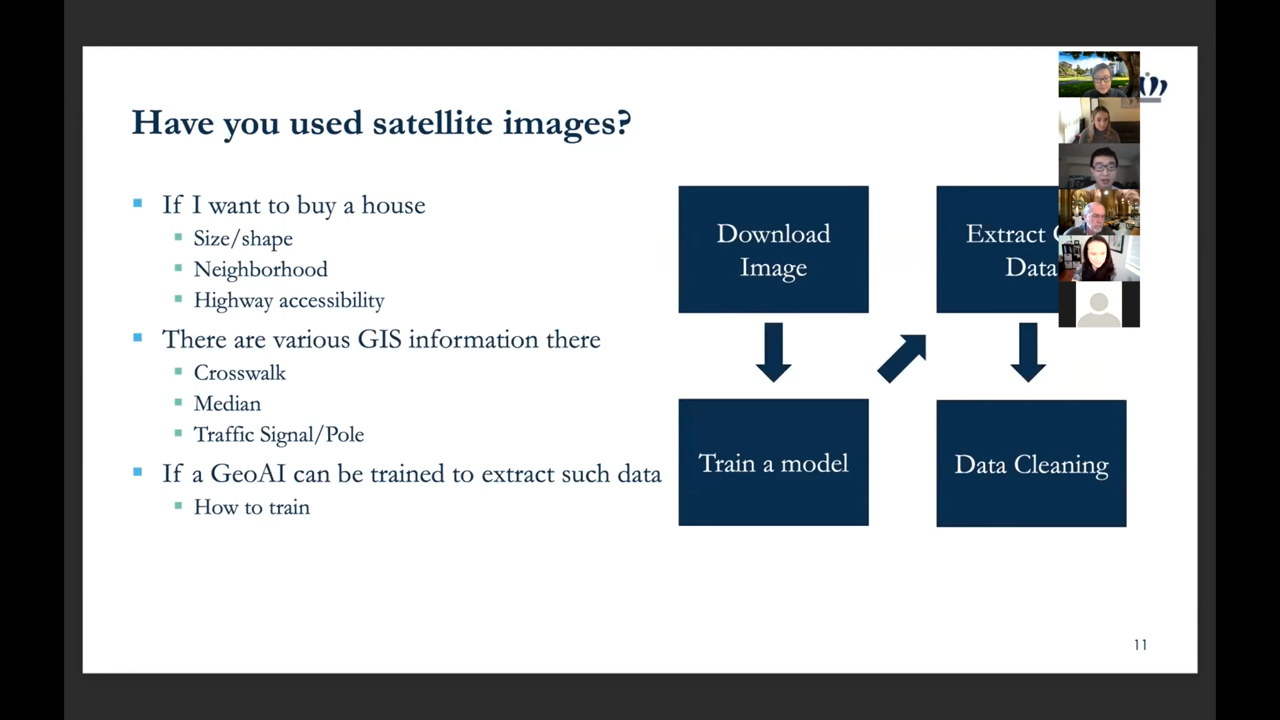 Have you used satellite images?
If I want to buy a house
Size/shape
Neighborhood
Highway accessibility
There are various GIS information there
Crosswalk
Median
Traffic Signal/Pole
If a GeoAI can be trained to extract such data
How to train
Download
Image
Train a model
Extract
Data
Data Cleaning
11